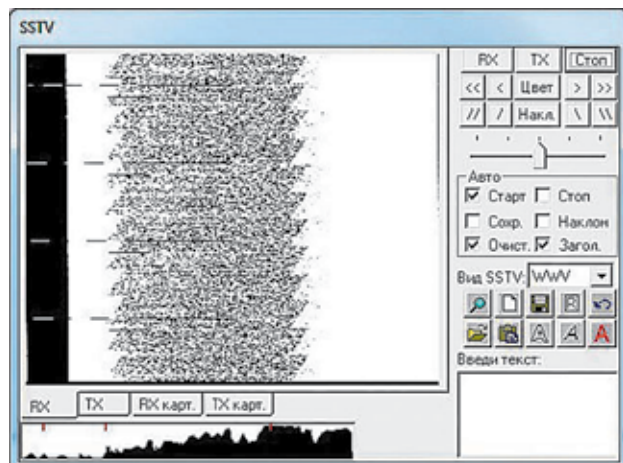 SSTV
RX TX Стоп
<< < Цвет > >>
// / Накл. \ \\
Авто
Старт Стоп
Сохр. Наклон
Очист. Загол.
Вид SSTV: WWV
A A A
Введи текст:
RX TX RX карт. TX карт.